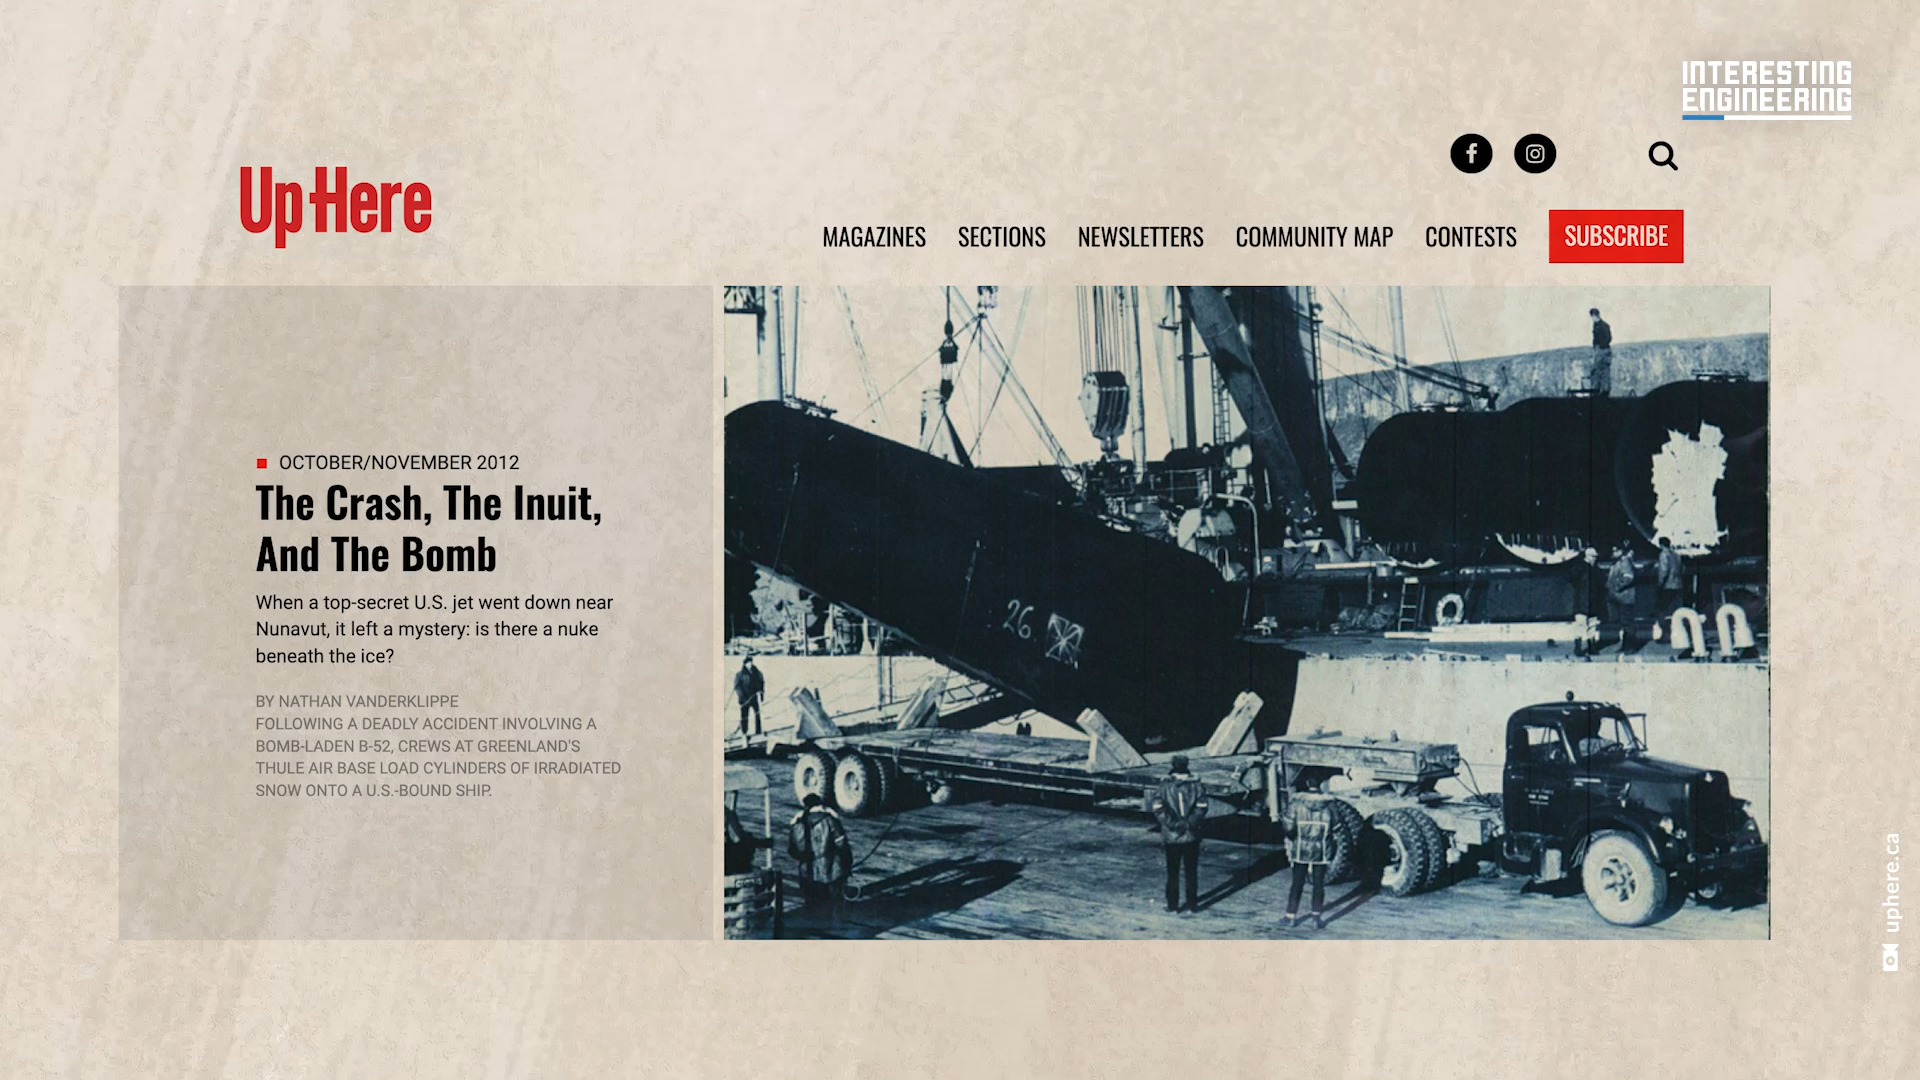 INTERESTING
ENGINEERING
Up Here
MAGAZINES SECTIONS NEWSLETTERS COMMUNITY MAP CONTESTS SUBSCRIBE
OCTOBER/NOVEMBER 2012
The Crash, The Inuit,
And The Bomb
When a top-secret U.S. jet went down near
Nunavut, it left a mystery: is there a nuke
beneath the ice?
BY NATHAN VANDERKLIPPE
FOLLOWING A DEADLY ACCIDENT INVOLVING A
BOMB-LADEN B-52, CREWS AT GREENLAND'S
THULE AIR BASE LOAD CYLINDERS OF IRRADIATED
SNOW ONTO A U.S.-BOUND SHIP.
26
uphere.ca